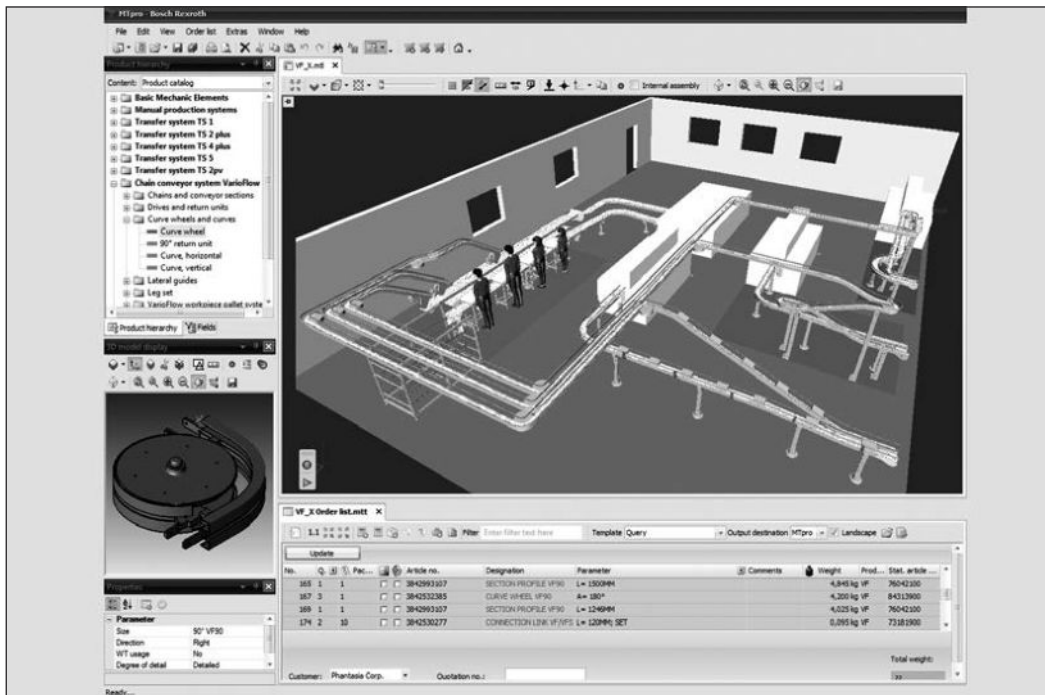 MTpro - Bosch Rexroth
File Edit View Order list Extras Window Help
Product hierarchy
Content: Product catalog
Basic Mechanic Elements
Manual production systems
Transfer system TS 1
Transfer system TS 2 plus
Transfer system TS 4 plus
Transfer system TS 5
Transfer system TS 2pv
Chain conveyor system VarioFlow
Chains and conveyor sections
Drives and return units
Curve wheels and curves
Curve wheel
90° return unit
Curve, horizontal
Curve, vertical
Lateral guides
Leg set
VarioFlow workpiece pallet syste
Product hierarchy Fields
3D model display
Properties
Parameter
Size 90° VF90
Direction Right
WT usage No
Degree of detail Detailed
Ready...
VF_X.mtl
Internal assembly
VF_X Order list.mtt
1.1 Filter Enter filter text here Template Query Output destination MTpro Landscape
Update
No. Q. Pac... Article no. Designation Parameter Comments Weight Prod... Stat. article ...
165 1 1 3842993107 SECTION PROFILE VF90 L= 1500MM 4,845 kg VF 76042100
167 3 1 3842532385 CURVE WHEEL VF90 A= 180° 4,200 kg VF 84313900
169 1 1 3842993107 SECTION PROFILE VF90 L= 1246MM 4,025 kg VF 76042100
174 2 10 3842530277 CONNECTION LINK VF/VFS L= 120MM; SET 0,095 kg VF 73181900
Total weight:
Customer: Phantasia Corp. Quotation no.: